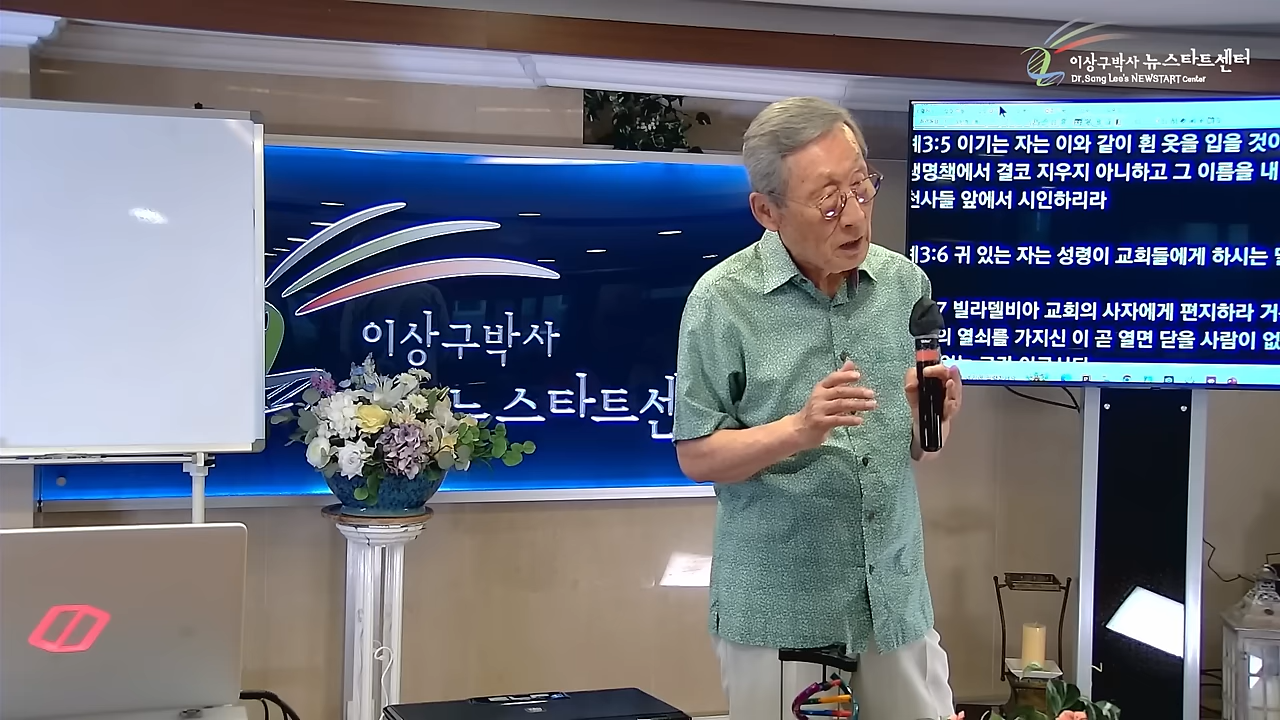 이상구박사 뉴스타트센터
Dr. Sang Lee's NEWSTART Center
계3:5 이기는 자는 이와 같이 흰 옷을 입을
생명책에서 결코 지우지 아니하고 그 이름을 내
천사들 앞에서 시인하리라
계3:6 귀 있는 자는 성령이 교회들에게 하시는
7 빌라델비아 교회의 사자에게 편지하라
의 열쇠를 가지신 이 곧 열면 닫을 사람이
이상구박사
뉴스타트센